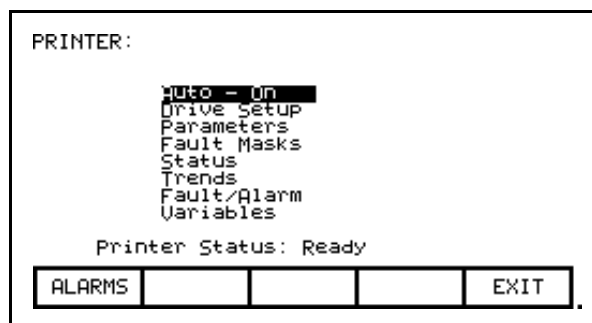 PRINTER:
Auto - On
Drive Setup
Parameters
Fault Masks
Status
Trends
Fault/Alarm
Variables
Printer Status: Ready
ALARMS EXIT